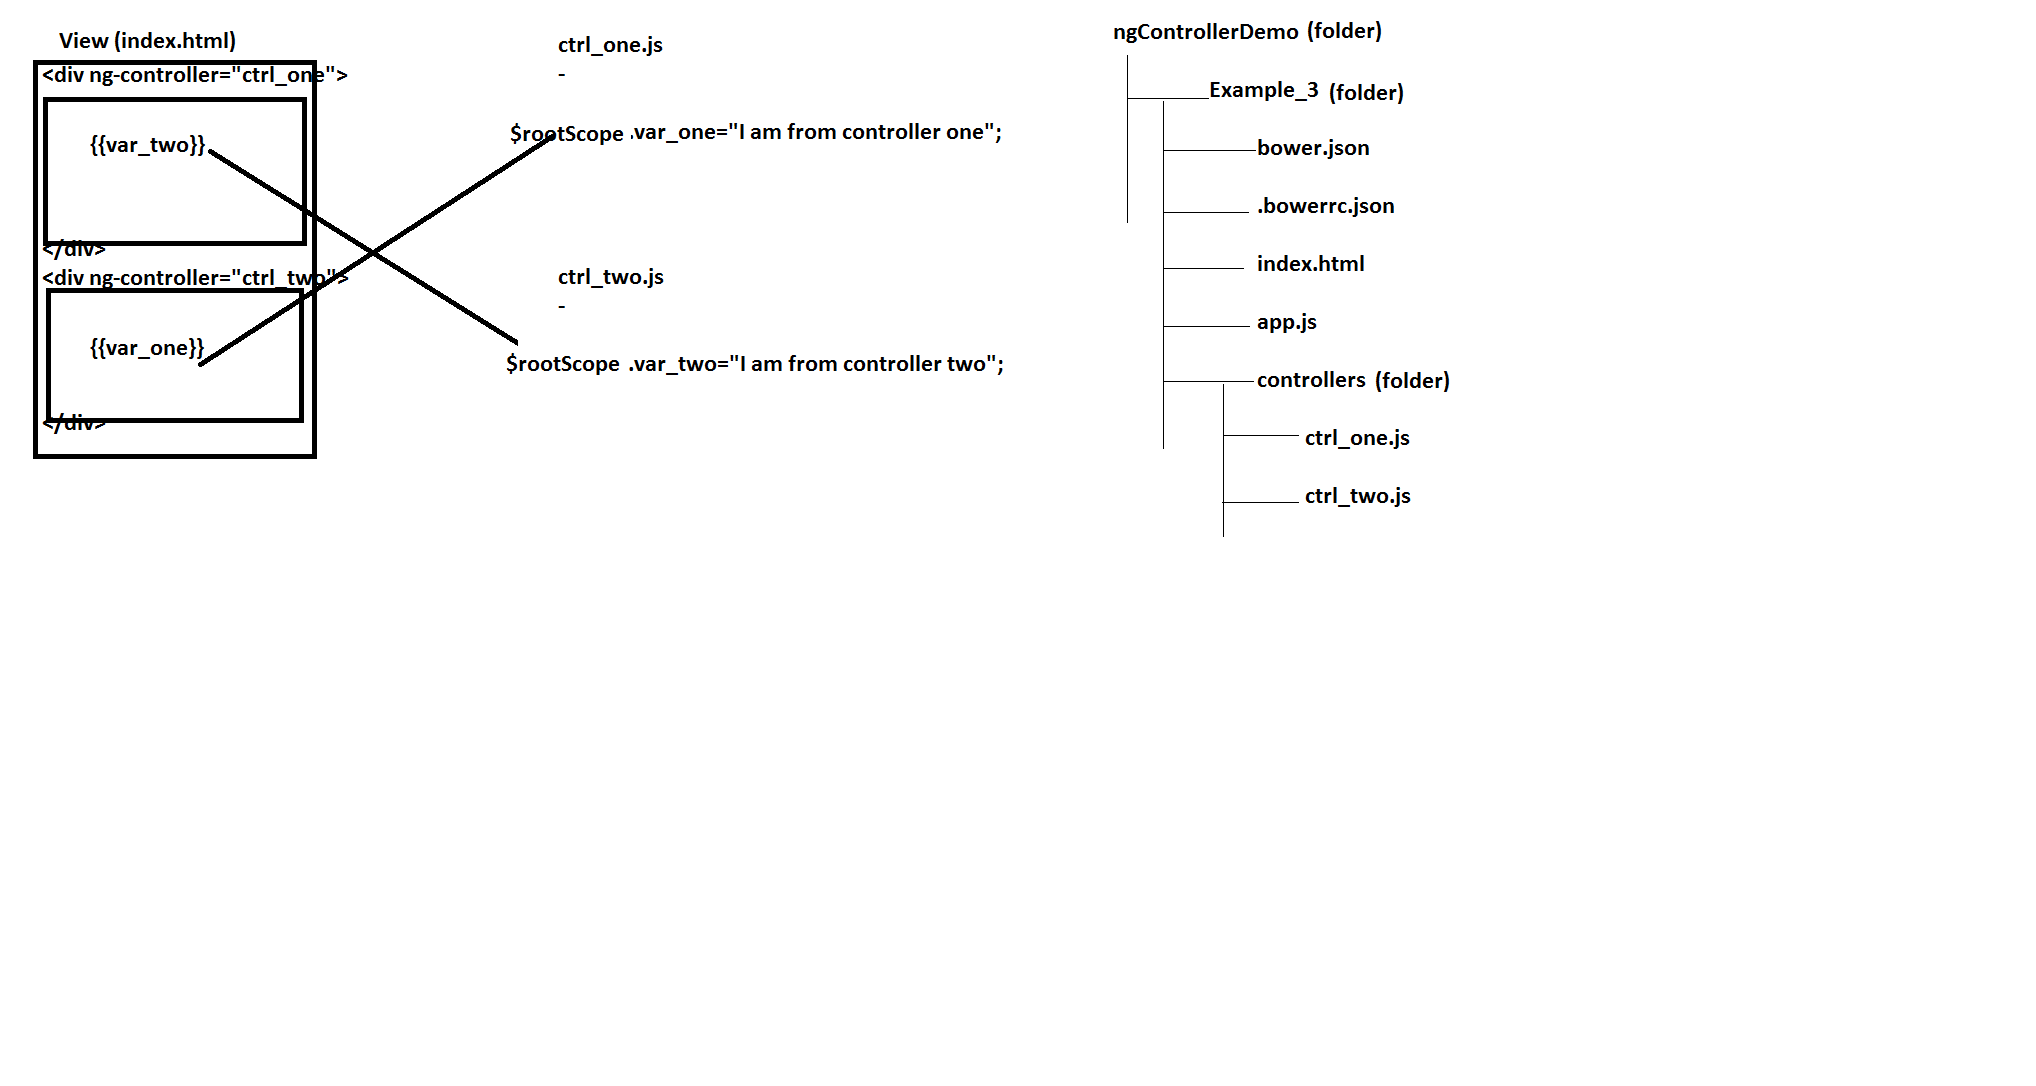 View (index.html)
<div ng-controller="ctrl_one">
{{var_two}}
</div>
<div ng-controller="ctrl_two">
{{var_one}}
</div>
ctrl_one.js
-
$rootScope .var_one="I am from controller one";
ctrl_two.js
-
$rootScope .var_two="I am from controller two";
ngControllerDemo (folder)
Example_3 (folder)
bower.json
.bowerrc.json
index.html
app.js
controllers (folder)
ctrl_one.js
ctrl_two.js